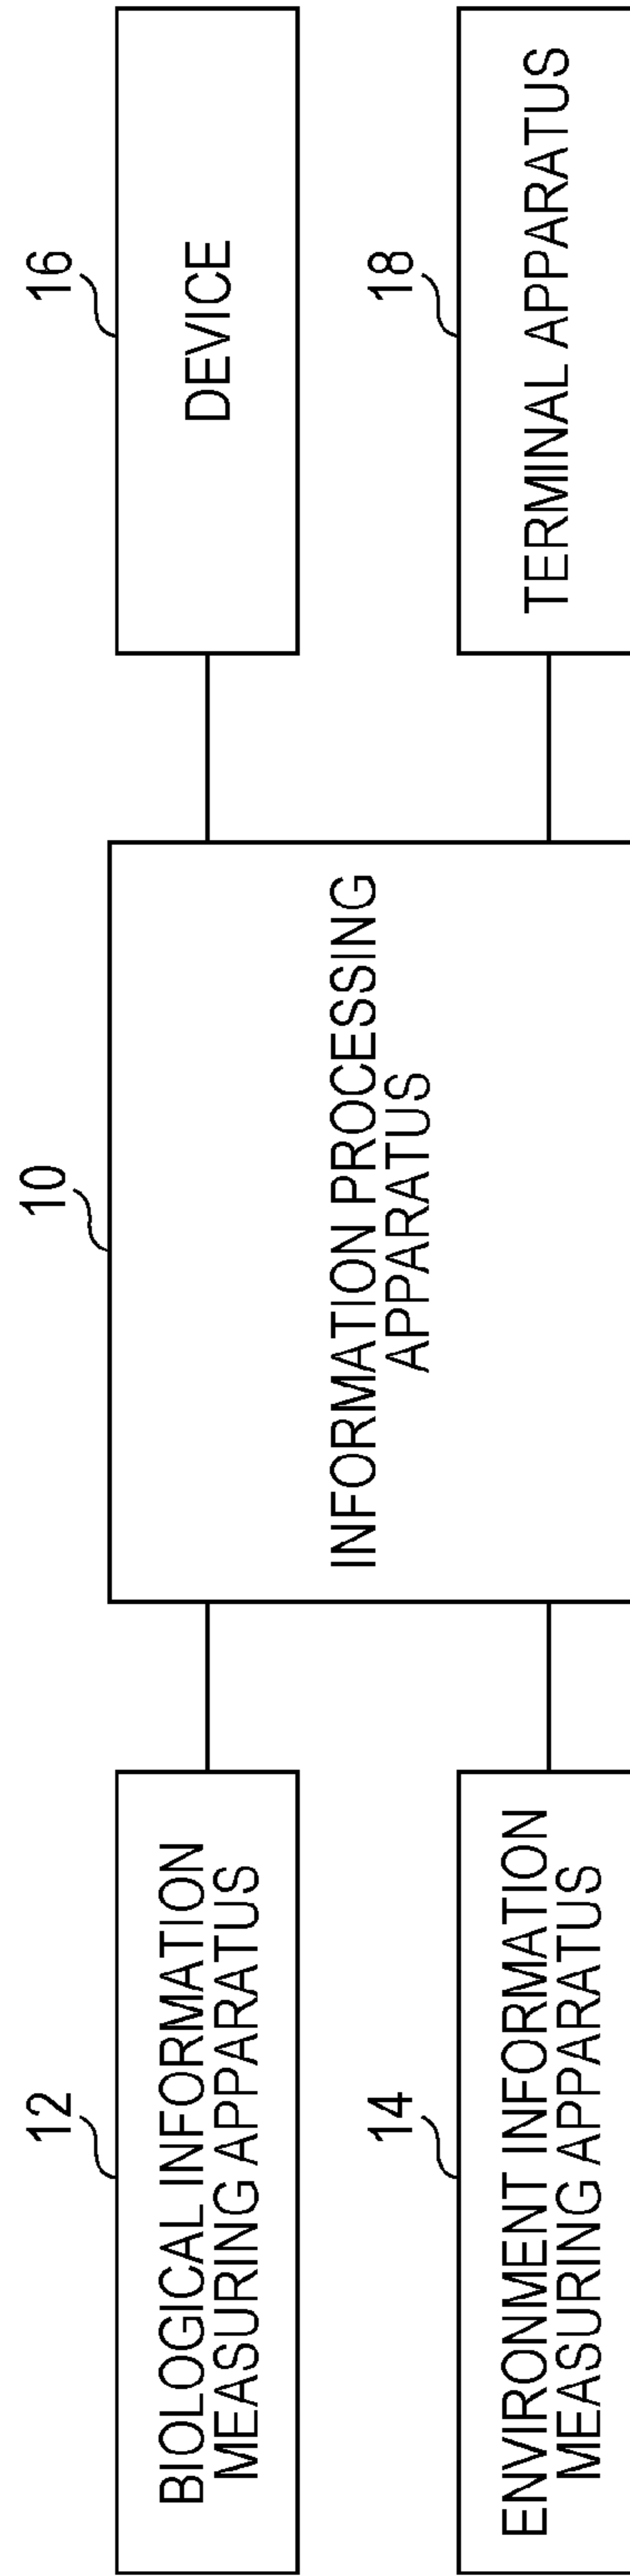 12
BIOLOGICAL INFORMATION
MEASURING APPARATUS
14
ENVIRONMENT INFORMATION
MEASURING APPARATUS
10
INFORMATION PROCESSING
APPARATUS
16
DEVICE
18
TERMINAL APPARATUS